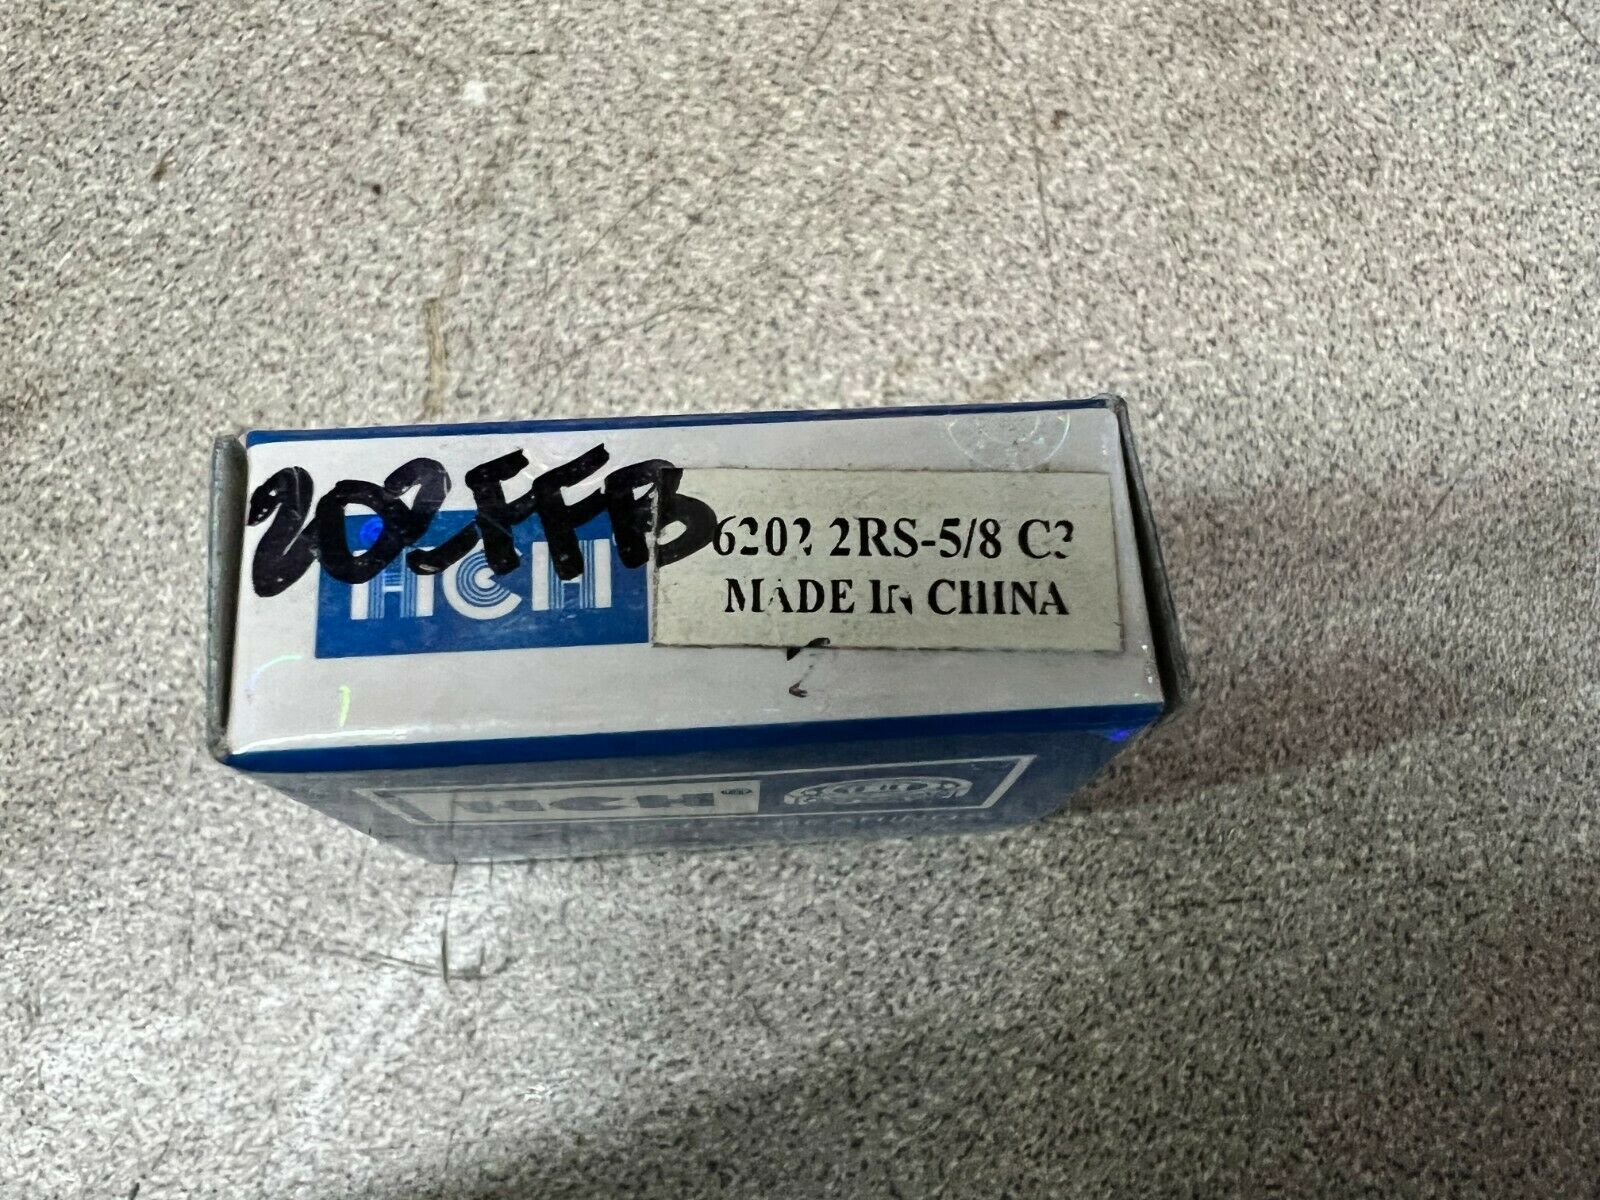 202FFB
HCH
6202 2RS-5/8 C3
MADE IN CHINA
HCH